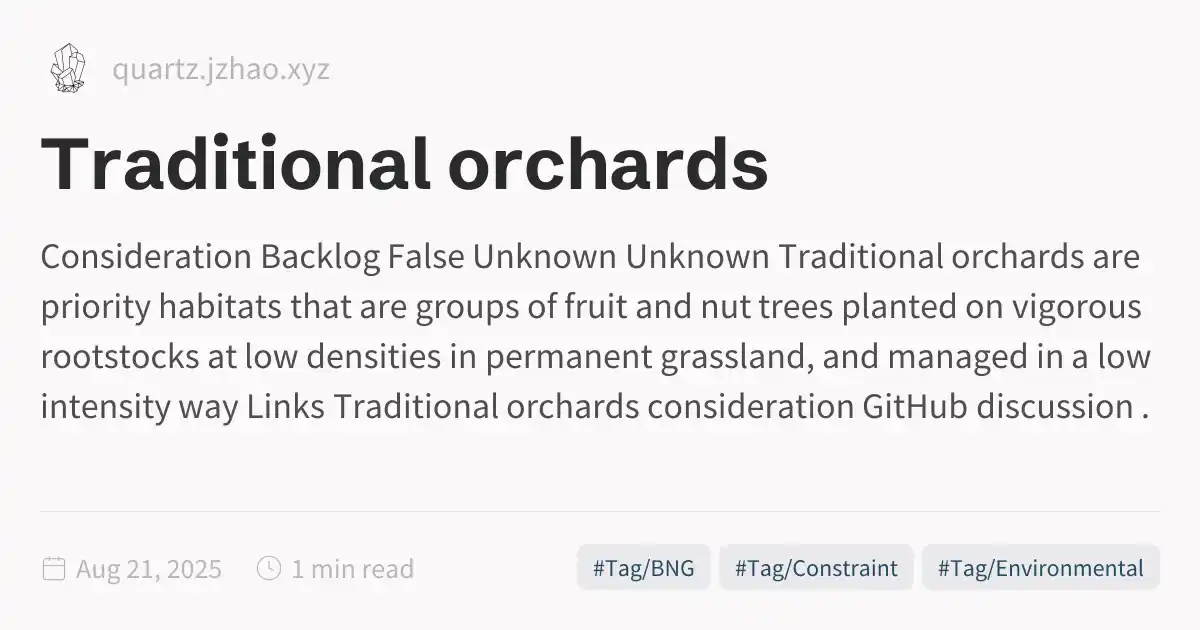 quartz.jzhao.xyz
Traditional orchards
Consideration Backlog False Unknown Unknown Traditional orchards are
priority habitats that are groups of fruit and nut trees planted on vigorous
rootstocks at low densities in permanent grassland, and managed in a low
intensity way Links Traditional orchards consideration GitHub discussion .
Aug 21, 2025 1 min read #Tag/BNG #Tag/Constraint #Tag/Environmental